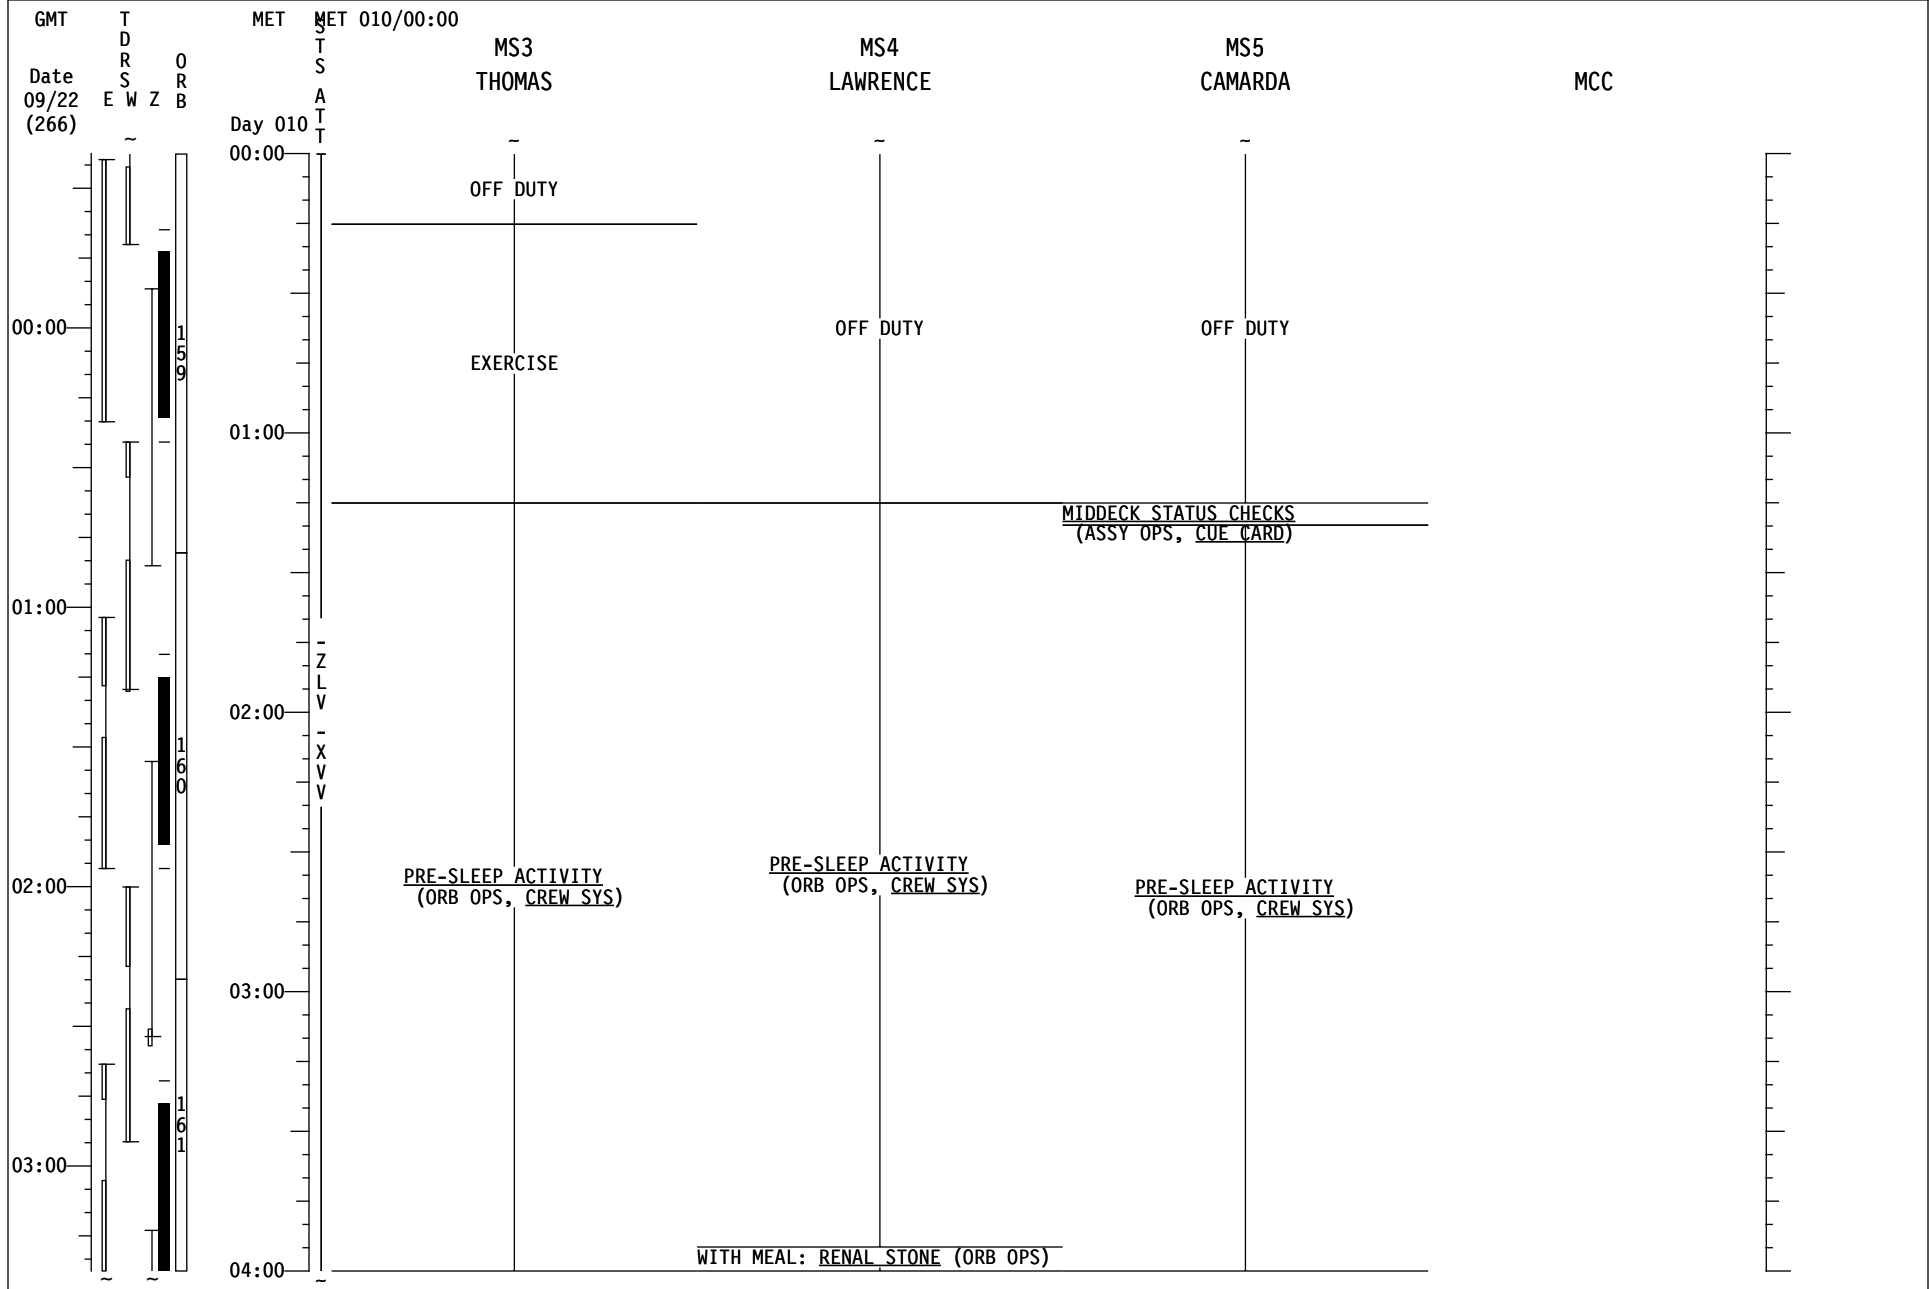 GMT
T
D
R
S
MET
MET 010/00:00
S
T
S
A
T
T
MS3
MS4
MS5
THOMAS
LAWRENCE
CAMARDA
MCC
Date
09/22
(266)
E W Z
O
R
B
Day 010
~
~ ~ ~
00:00
OFF DUTY
00:00
1
5
9
OFF DUTY
OFF DUTY
EXERCISE
01:00
MIDDECK STATUS CHECKS
(ASSY OPS, CUE CARD)
01:00
-
Z
L
V
02:00
-
X
V
V
1
6
0
PRE-SLEEP ACTIVITY
(ORB OPS, CREW SYS)
PRE-SLEEP ACTIVITY
(ORB OPS, CREW SYS)
PRE-SLEEP ACTIVITY
(ORB OPS, CREW SYS)
02:00
03:00
1
6
1
03:00
WITH MEAL: RENAL STONE (ORB OPS)
04:00
~ ~ ~